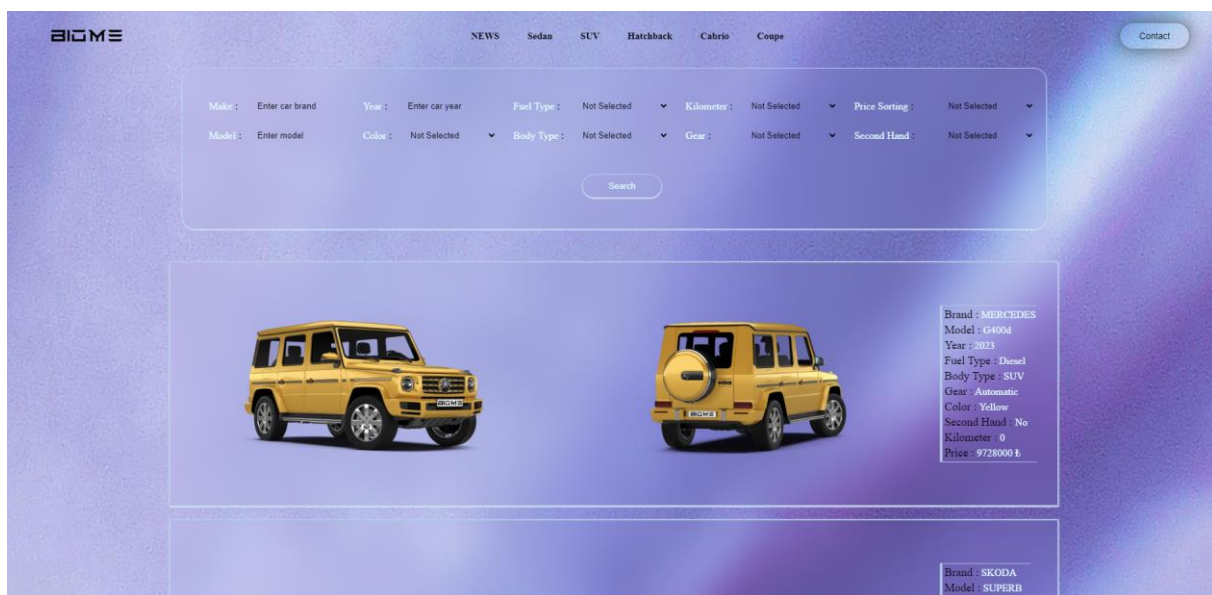 BIOME
NEWS Sedan SUV Hatchback Cabrio Coupe
Contact
Make : Enter car brand Year : Enter car year Fuel Type : Not Selected Kilometer : Not Selected Price Sorting : Not Selected
Model : Enter model Color : Not Selected Body Type : Not Selected Gear : Not Selected Second Hand : Not Selected
Search
BIOME
BIOME
Brand : MERCEDES
Model : G400d
Year : 2023
Fuel Type : Diesel
Body Type : SUV
Gear : Automatic
Color : Yellow
Second Hand : No
Kilometer : 0
Price : 9728000 ₺
Brand : SKODA
Model : SUPERB